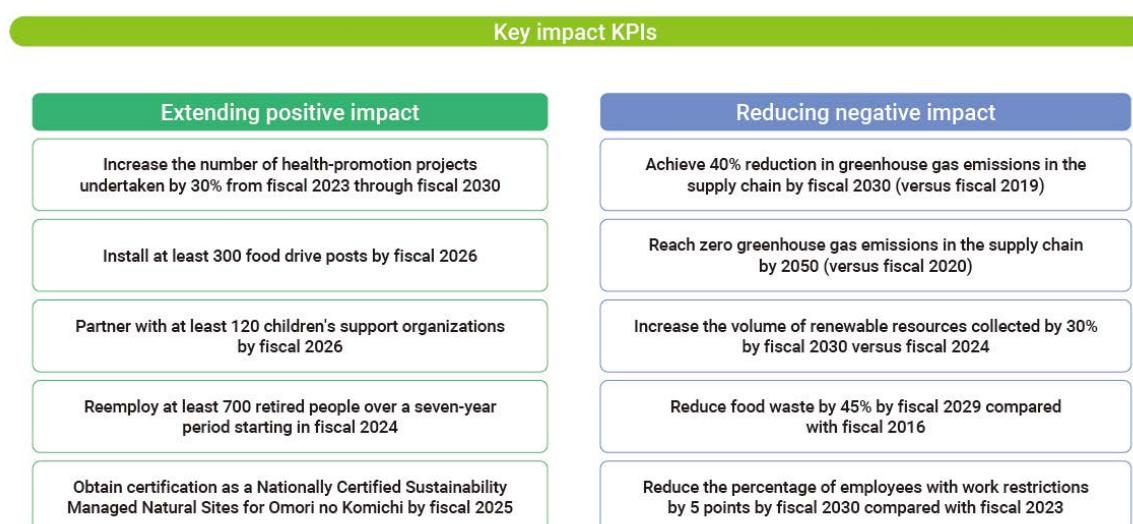 Key impact KPIs
Extending positive impact
Increase the number of health-promotion projects
undertaken by 30% from fiscal 2023 through fiscal 2030
Install at least 300 food drive posts by fiscal 2026
Partner with at least 120 children's support organizations
by fiscal 2026
Reemploy at least 700 retired people over a seven-year
period starting in fiscal 2024
Obtain certification as a Nationally Certified Sustainability
Managed Natural Sites for Omori no Komichi by fiscal 2025
Reducing negative impact
Achieve 40% reduction in greenhouse gas emissions in the
supply chain by fiscal 2030 (versus fiscal 2019)
Reach zero greenhouse gas emissions in the supply chain
by 2050 (versus fiscal 2020)
Increase the volume of renewable resources collected by 30%
by fiscal 2030 versus fiscal 2024
Reduce food waste by 45% by fiscal 2029 compared
with fiscal 2016
Reduce the percentage of employees with work restrictions
by 5 points by fiscal 2030 compared with fiscal 2023